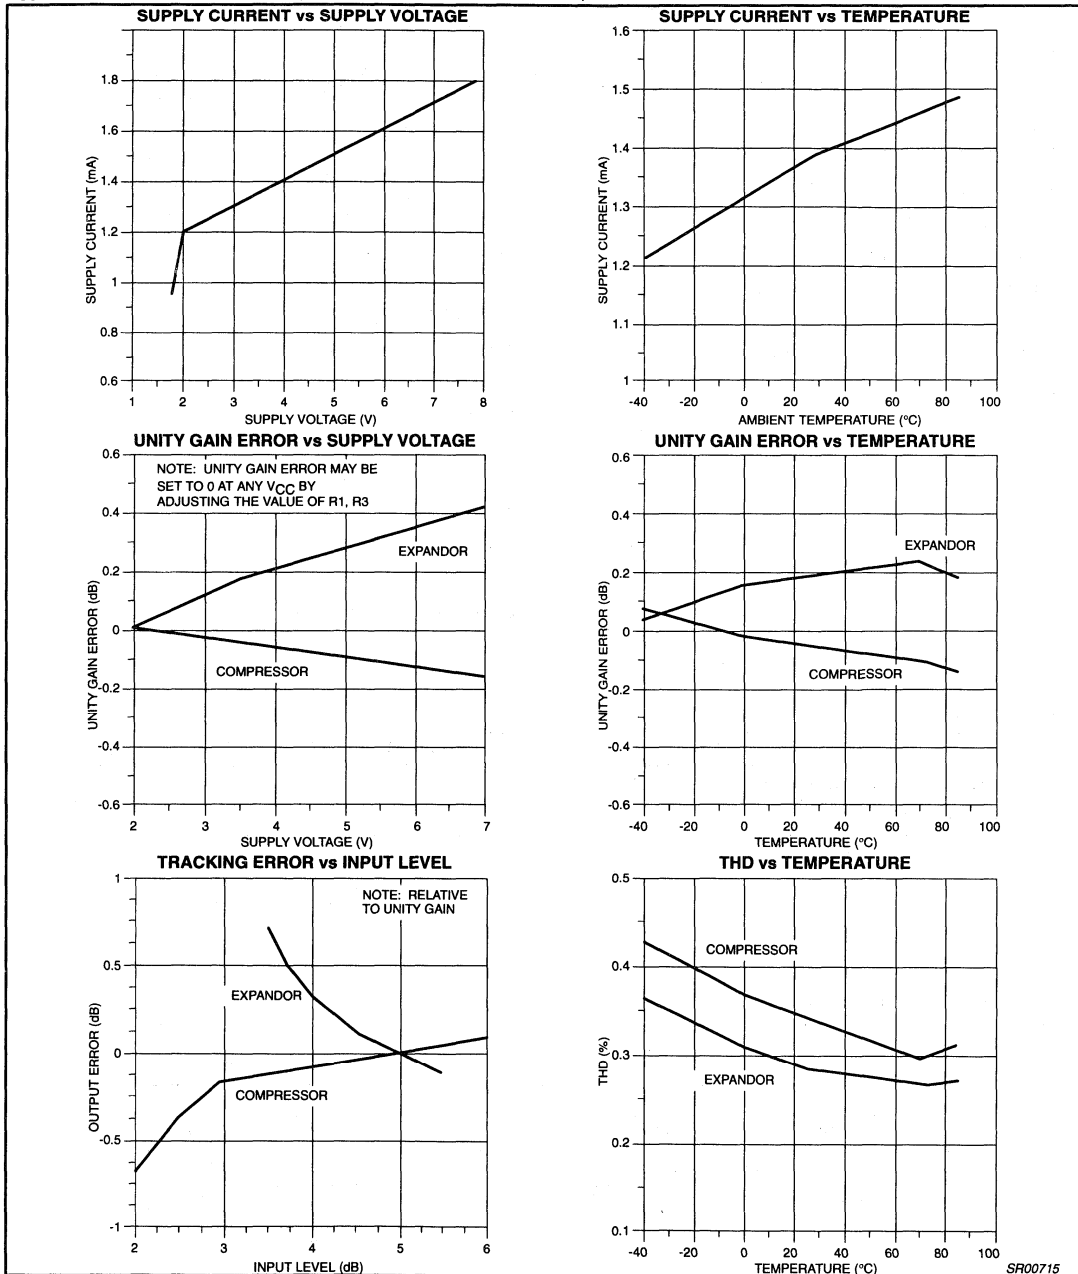 SUPPLY CURRENT vs SUPPLY VOLTAGE
1.8
1.6
1.4
1.2
1
0.8
0.6
1 2 3 4 5 6 7 8
SUPPLY CURRENT (mA)
SUPPLY VOLTAGE (V)
SUPPLY CURRENT vs TEMPERATURE
1.6
1.5
1.4
1.3
1.2
1.1
1
-40 -20 0 20 40 60 80 100
SUPPLY CURRENT (mA)
AMBIENT TEMPERATURE (°C)
UNITY GAIN ERROR vs SUPPLY VOLTAGE
NOTE: UNITY GAIN ERROR MAY BE
SET TO 0 AT ANY VCC BY
ADJUSTING THE VALUE OF R1, R3
0.6
0.4
0.2
0
-0.2
-0.4
-0.6
EXPANDOR
COMPRESSOR
2 3 4 5 6 7
UNITY GAIN ERROR (dB)
SUPPLY VOLTAGE (V)
UNITY GAIN ERROR vs TEMPERATURE
0.6
0.4
0.2
0
-0.2
-0.4
-0.6
EXPANDOR
COMPRESSOR
-40 -20 0 20 40 60 80 100
UNITY GAIN ERROR (dB)
TEMPERATURE (°C)
TRACKING ERROR vs INPUT LEVEL
NOTE: RELATIVE
TO UNITY GAIN
1
0.5
0
-0.5
-1
EXPANDOR
COMPRESSOR
2 3 4 5 6
OUTPUT ERROR (dB)
INPUT LEVEL (dB)
THD vs TEMPERATURE
0.5
0.4
0.3
0.2
0.1
COMPRESSOR
EXPANDOR
-40 -20 0 20 40 60 80 100
THD (%)
TEMPERATURE (°C)
SR00715